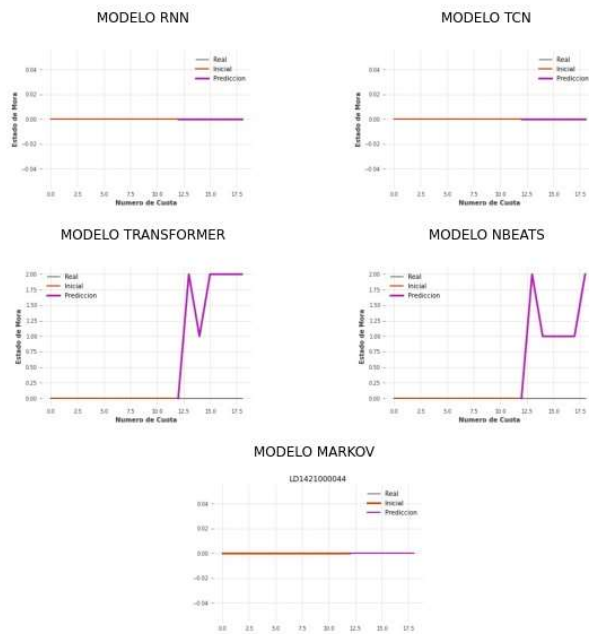 MODELO RNN
Real
Inicial
Prediccion
0.04
0.02
0.00
−0.02
−0.04
Estado de Mora
0.0 2.5 5.0 7.5 10.0 12.5 15.0 17.5
Numero de Cuota
MODELO TCN
Real
Inicial
Prediccion
0.04
0.02
0.00
−0.02
−0.04
Estado de Mora
0.0 2.5 5.0 7.5 10.0 12.5 15.0 17.5
Numero de Cuota
MODELO TRANSFORMER
Real
Inicial
Prediccion
2.00
1.75
1.50
1.25
1.00
0.75
0.50
0.25
0.00
Estado de Mora
0.0 2.5 5.0 7.5 10.0 12.5 15.0 17.5
Numero de Cuota
MODELO NBEATS
Real
Inicial
Prediccion
2.00
1.75
1.50
1.25
1.00
0.75
0.50
0.25
0.00
Estado de Mora
0.0 2.5 5.0 7.5 10.0 12.5 15.0 17.5
Numero de Cuota
MODELO MARKOV
LD1421000044
Real
Inicial
Prediccion
0.04
0.02
0.00
−0.02
−0.04
0.0 2.5 5.0 7.5 10.0 12.5 15.0 17.5